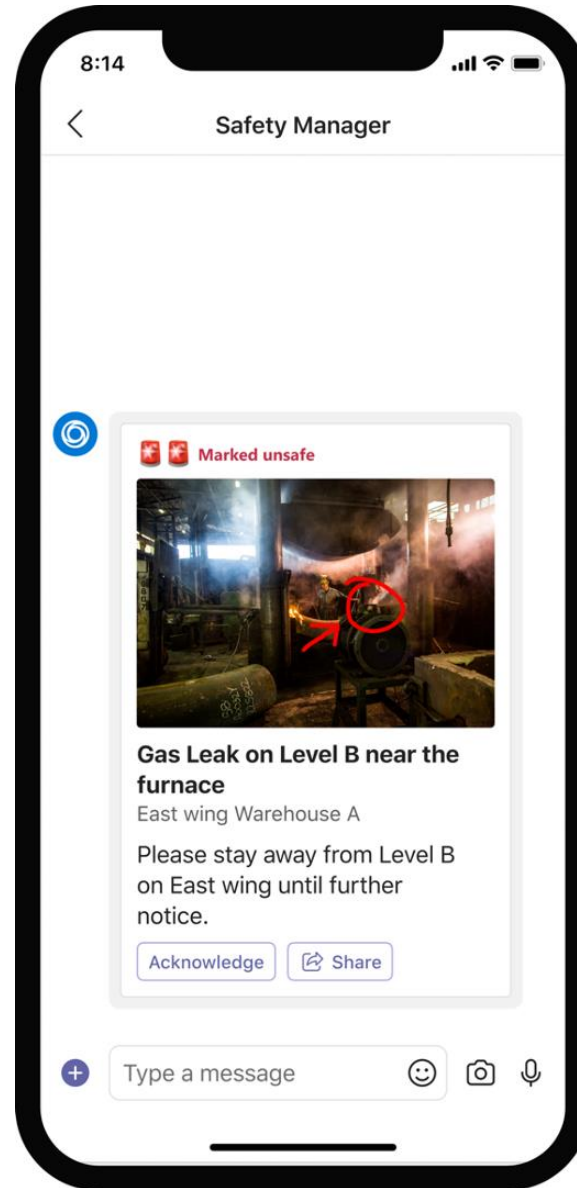 8:14
Safety Manager
Marked unsafe
Gas Leak on Level B near the
furnace
East wing Warehouse A
Please stay away from Level B
on East wing until further
notice.
Acknowledge
Share
Type a message